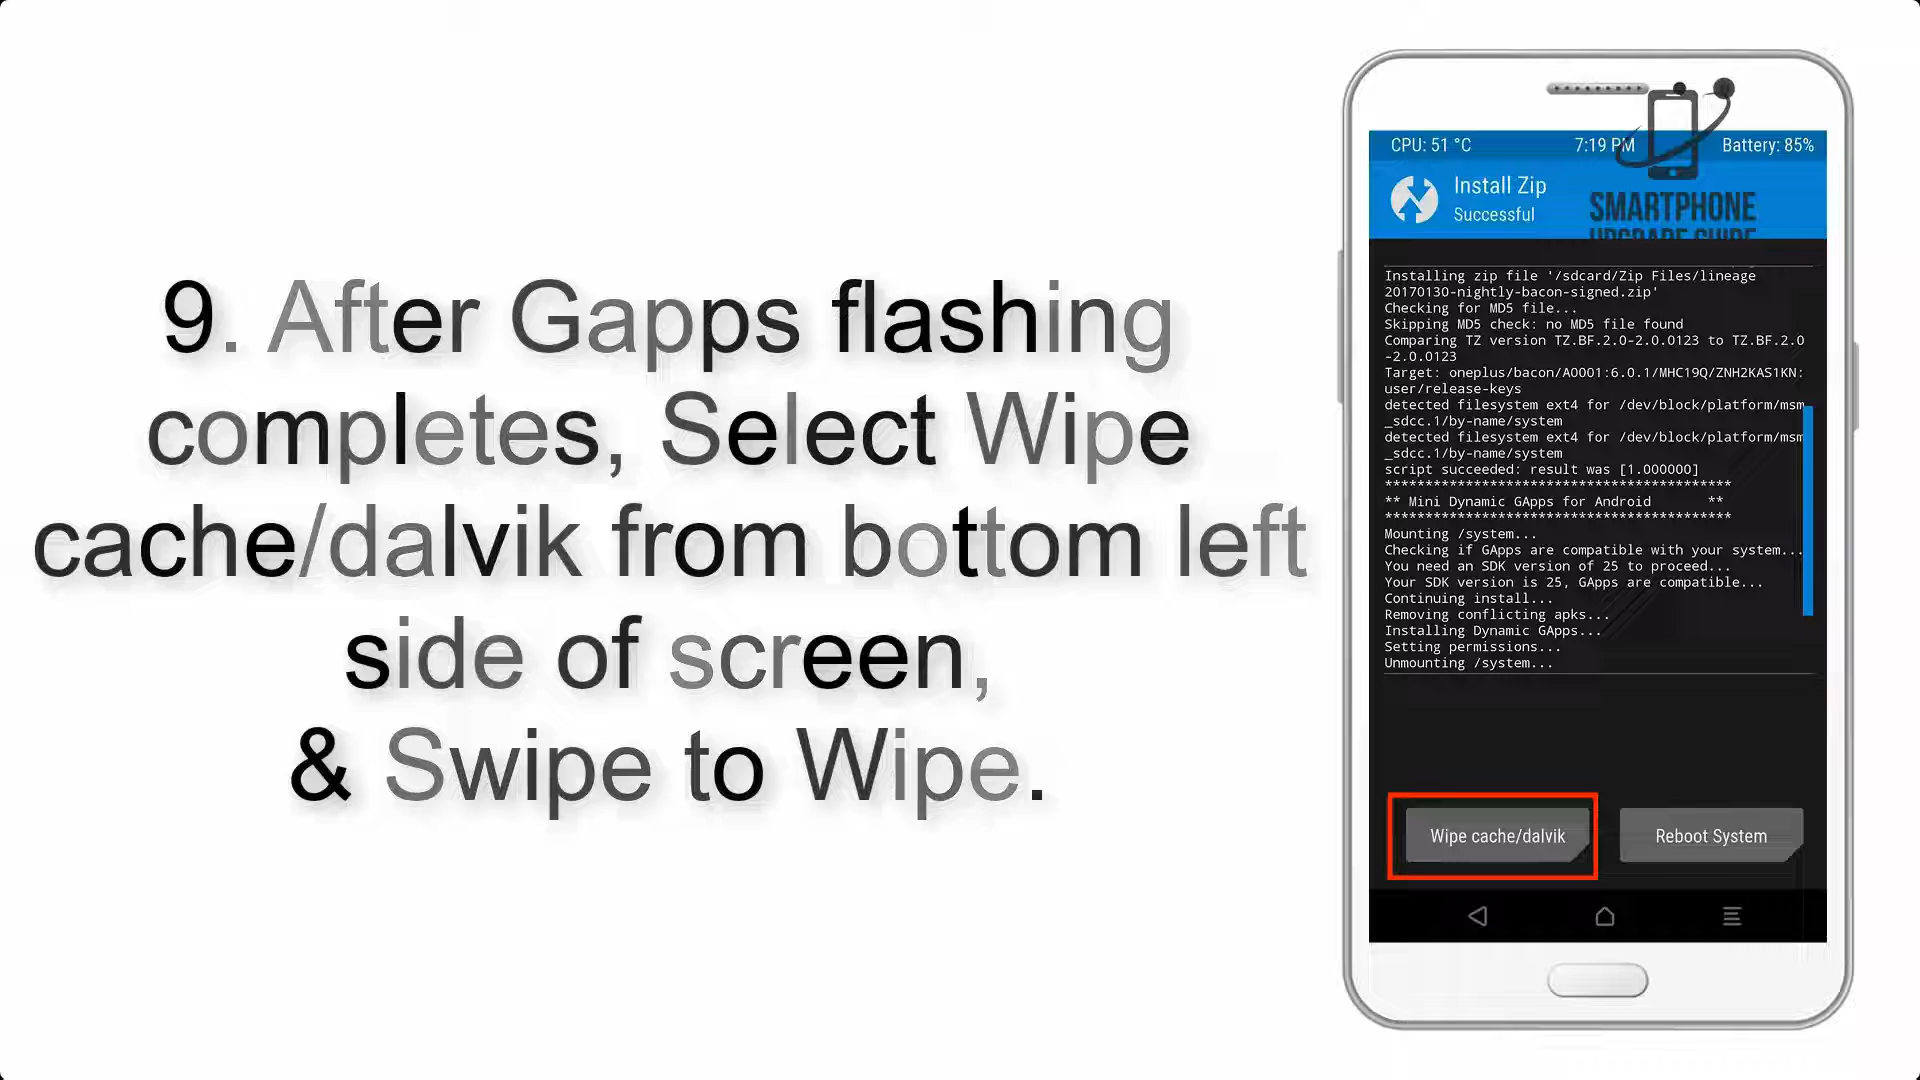 9. After Gapps flashing
completes, Select Wipe
cache/dalvik from bottom left
side of screen,
& Swipe to Wipe.
CPU: 51 °C 7:19 PM Battery: 85%
Install Zip
Successful
SMARTPHONE
UPGRADE GUIDE
Installing zip file '/sdcard/Zip Files/lineage
20170130-nightly-bacon-signed.zip'
Checking for MD5 file...
Skipping MD5 check: no MD5 file found
Comparing TZ version TZ.BF.2.0-2.0.0123 to TZ.BF.2.0
-2.0.0123
Target: oneplus/bacon/A0001:6.0.1/MHC19Q/ZNH2KAS1KN:
user/release-keys
detected filesystem ext4 for /dev/block/platform/msm
_sdcc.1/by-name/system
detected filesystem ext4 for /dev/block/platform/msm
_sdcc.1/by-name/system
script succeeded: result was [1.000000]
*******************************************
** Mini Dynamic GApps for Android **
*******************************************
Mounting /system...
Checking if GApps are compatible with your system...
You need an SDK version of 25 to proceed...
Your SDK version is 25, GApps are compatible...
Continuing install...
Removing conflicting apks...
Installing Dynamic GApps...
Setting permissions...
Unmounting /system...
Wipe cache/dalvik Reboot System